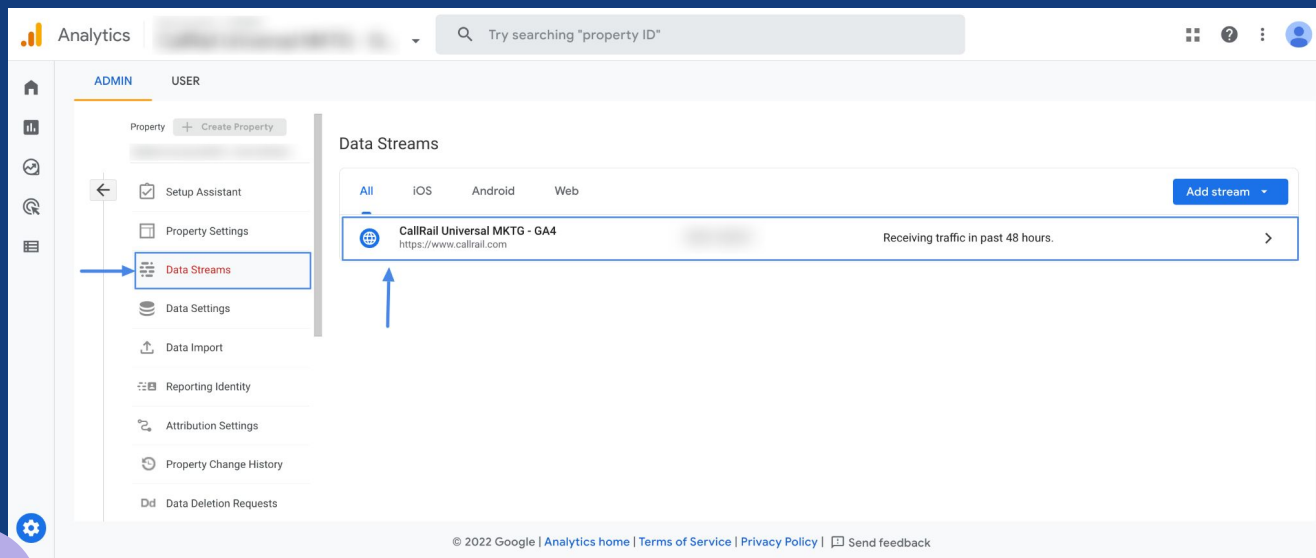 Analytics
Try searching "property ID"
ADMIN USER
Property + Create Property
Setup Assistant
Property Settings
Data Streams
Data Settings
Data Import
Reporting Identity
Attribution Settings
Property Change History
Dd Data Deletion Requests
Data Streams
All iOS Android Web
Add stream
CallRail Universal MKTG - GA4
https://www.callrail.com
Receiving traffic in past 48 hours.
© 2022 Google | Analytics home | Terms of Service | Privacy Policy | Send feedback